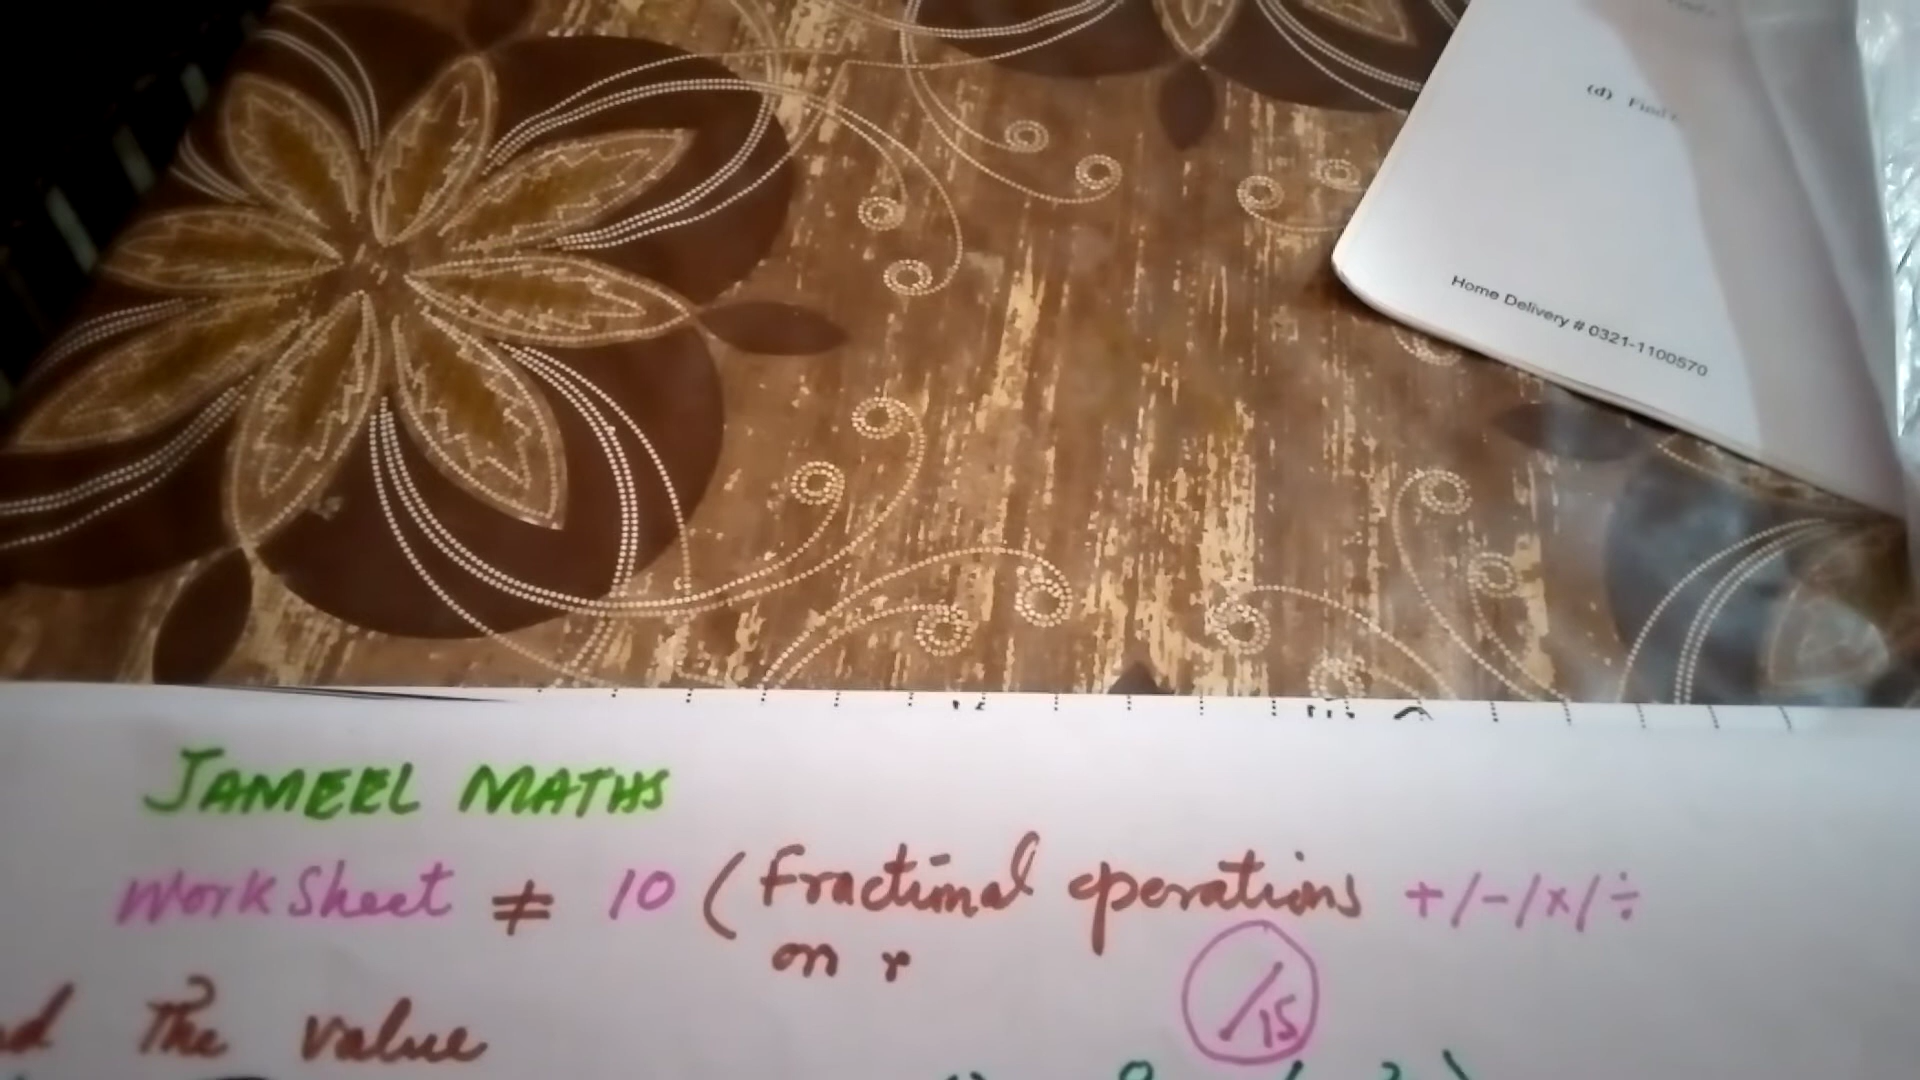 (d) Find
Home Delivery # 0321-1100570
JAMEEL MATHS
Work Sheet # 10 (Fractional operations +/-/×/÷
on r
/15
the value